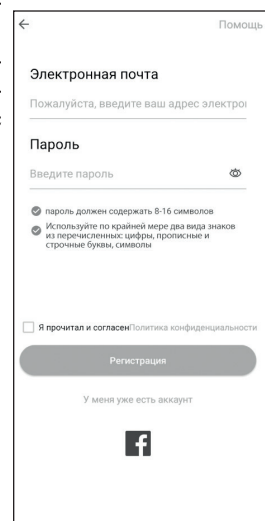 Помощь
Электронная почта
Пожалуйста, введите ваш адрес электрон
Пароль
Введите пароль
пароль должен содержать 8-16 символов
Используйте по крайней мере два вида знаков
из перечисленных: цифры, прописные и
строчные буквы, символы
Я прочитал и согласенПолитика конфиденциальности
Регистрация
У меня уже есть аккаунт